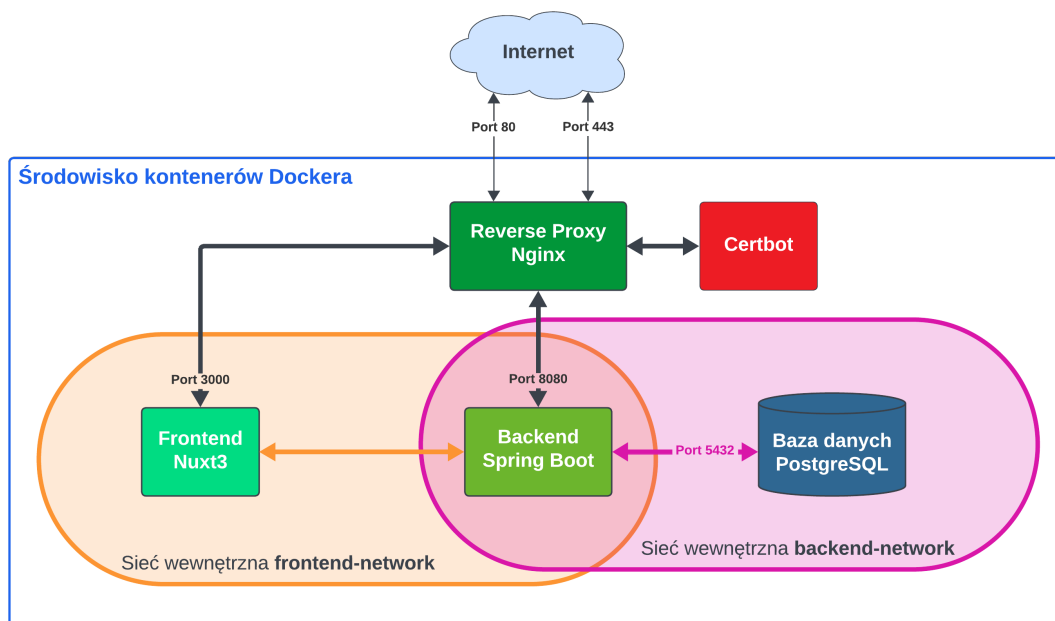 Internet
Port 80
Port 443
Środowisko kontenerów Dockera
Reverse Proxy
Nginx
Certbot
Port 3000
Port 8080
Frontend
Nuxt3
Backend
Spring Boot
Port 5432
Baza danych
PostgreSQL
Sieć wewnętrzna frontend-network
Sieć wewnętrzna backend-network